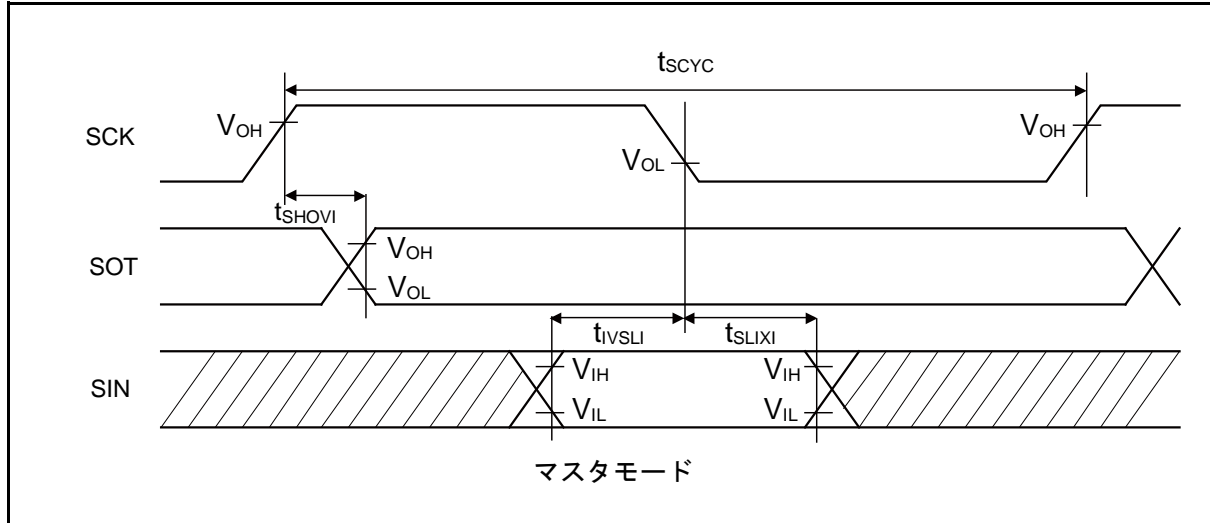 tSCYC
SCK
VOH
VOL
VOH
tSHOVI
SOT
VOH
VOL
tIVSLI
tSLIXI
SIN
VIH
VIL
VIH
VIL
マスタモード